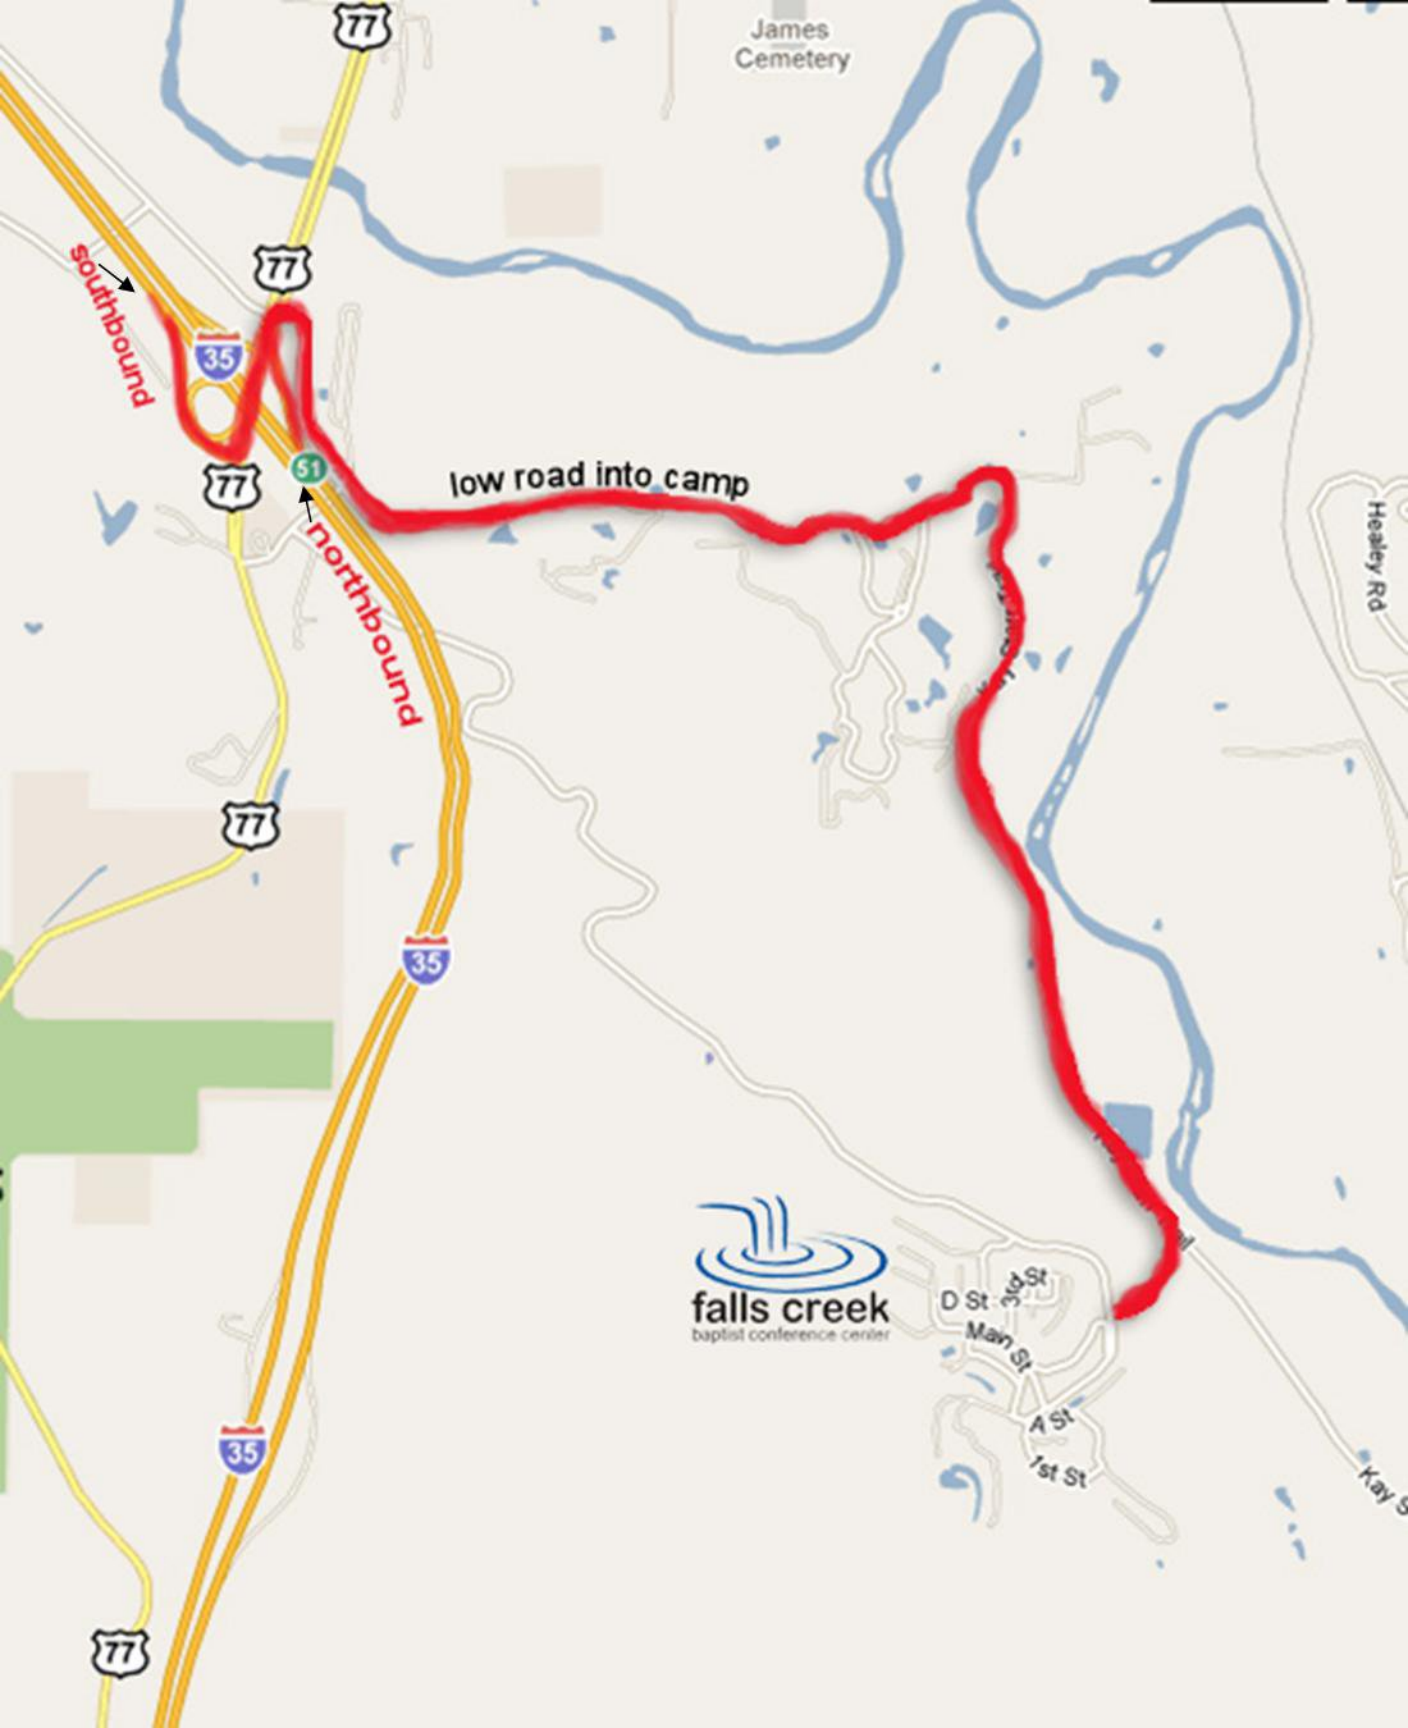 77
James
Cemetery
77
southbound
35
51
77
low road into camp
northbound
Healey Rd
77
35
falls creek
baptist conference center
D St
3rd St
Main St
A St
1st St
35
Kay S
77